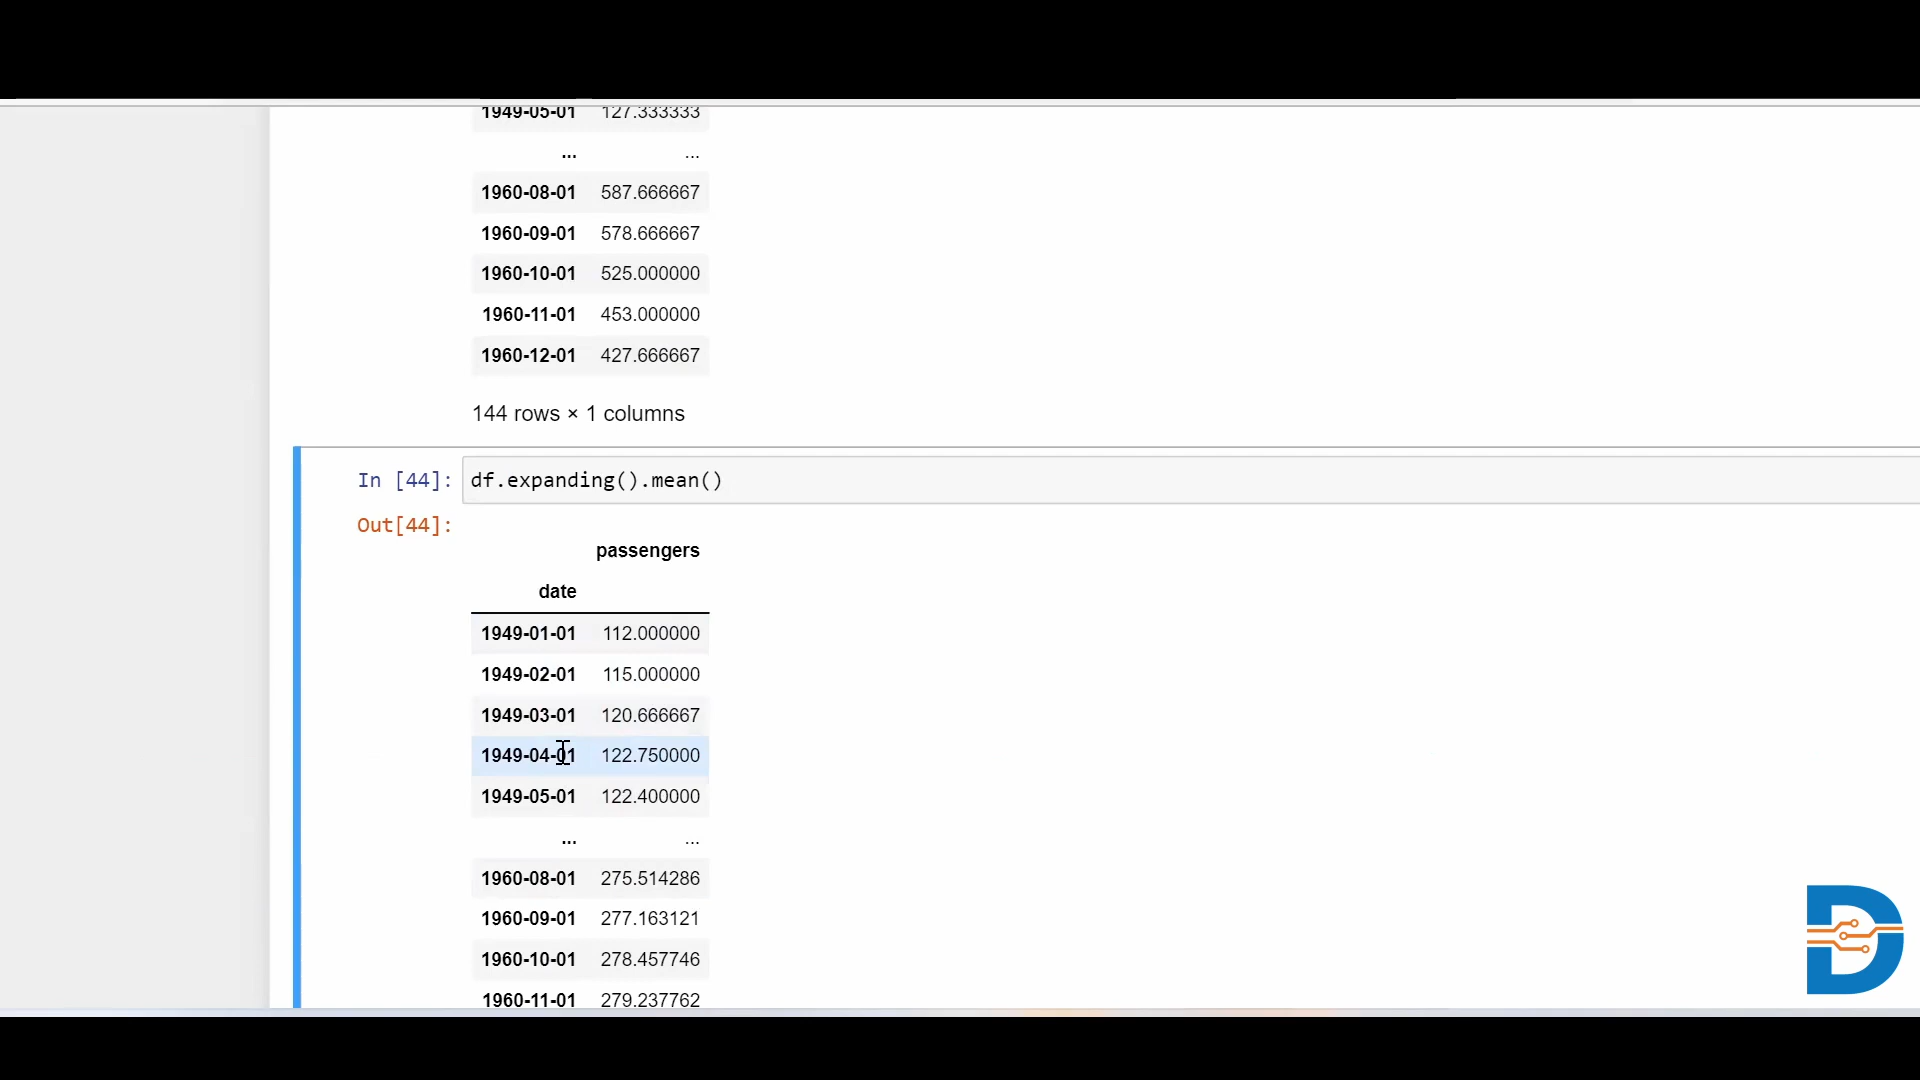 1949-05-01 127.333333
... ...
1960-08-01 587.666667
1960-09-01 578.666667
1960-10-01 525.000000
1960-11-01 453.000000
1960-12-01 427.666667
144 rows × 1 columns
In [44]: df.expanding().mean()
Out[44]:
passengers
date
1949-01-01 112.000000
1949-02-01 115.000000
1949-03-01 120.666667
1949-04-01 122.750000
1949-05-01 122.400000
... ...
1960-08-01 275.514286
1960-09-01 277.163121
1960-10-01 278.457746
1960-11-01 279.237762
D